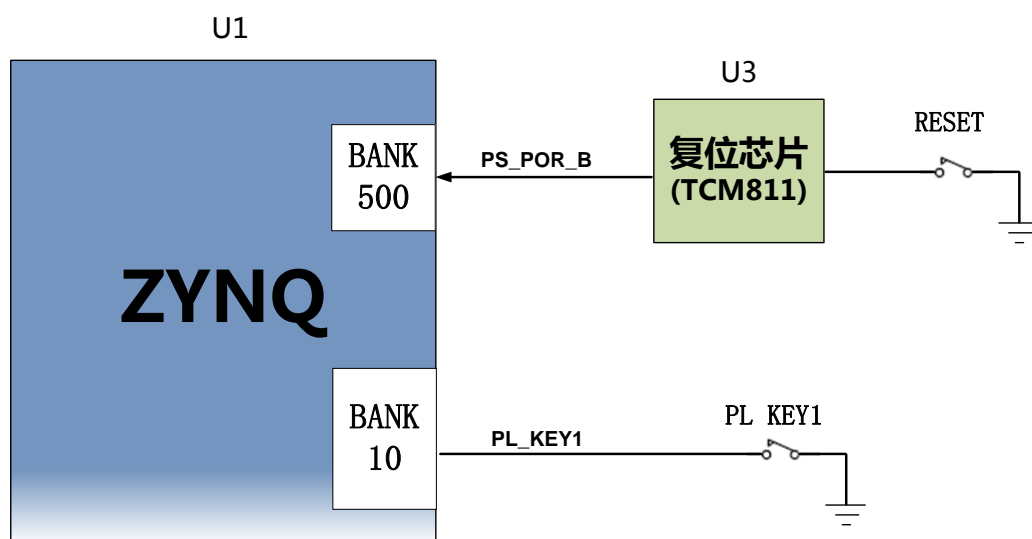 U1
U3
RESET
BANK
500
PS_POR_B
复位芯片
(TCM811)
ZYNQ
BANK
10
PL_KEY1
PL KEY1